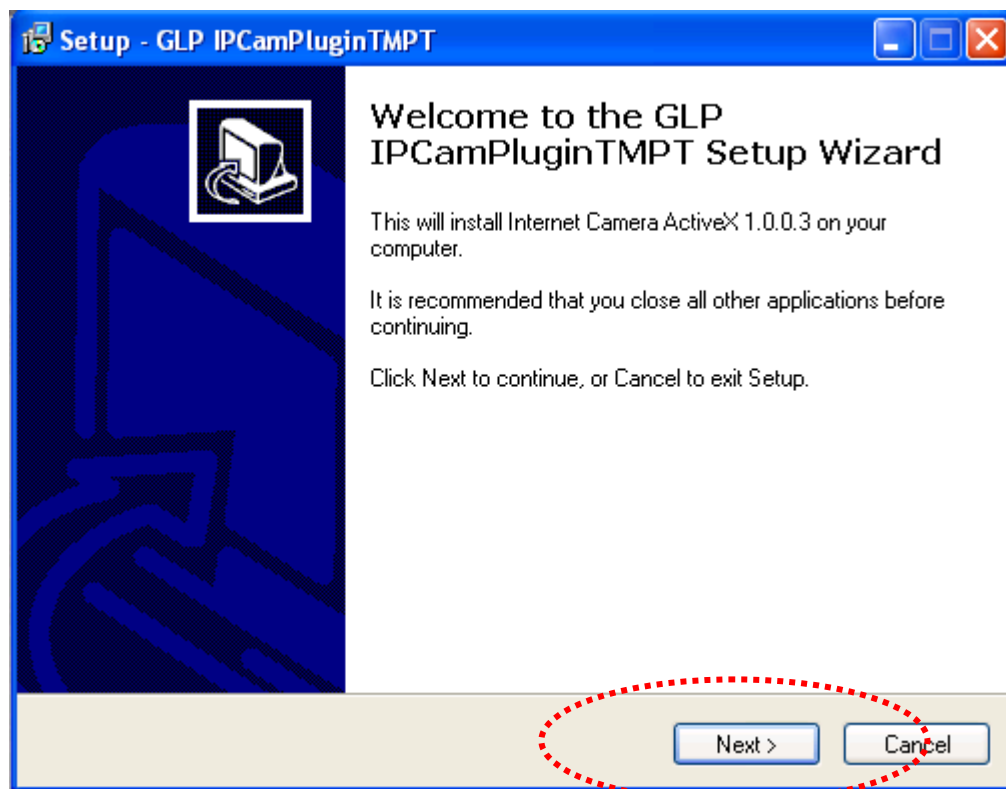 Setup - GLP IPCamPluginTMPT
Welcome to the GLP
IPCamPluginTMPT Setup Wizard
This will install Internet Camera ActiveX 1.0.0.3 on your
computer.
It is recommended that you close all other applications before
continuing.
Click Next to continue, or Cancel to exit Setup.
Next >
Cancel